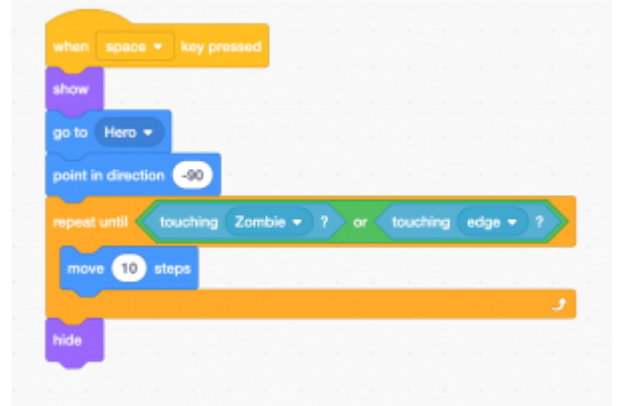 when space key pressed
show
go to Hero
point in direction -90
repeat until touching Zombie ? or touching edge ?
move 10 steps
hide